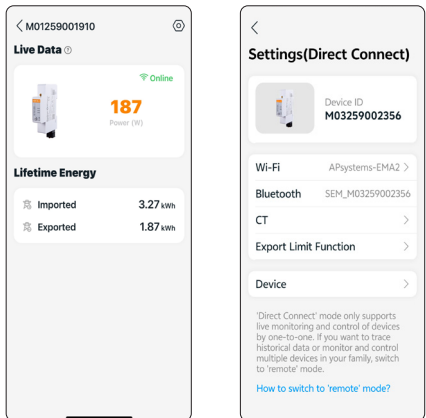 M01259001910
Live Data
Online
187
Power (W)
Lifetime Energy
Imported 3.27 kWh
Exported 1.87 kWh
Settings(Direct Connect)
Device ID
M03259002356
Wi-Fi APsystems-EMA2
Bluetooth SEM_M03259002356
CT
Export Limit Function
Device
'Direct Connect' mode only supports
live monitoring and control of devices
by one-to-one. If you want to trace
historical data or monitor and control
multiple devices in your family, switch
to 'remote' mode.
How to switch to 'remote' mode?